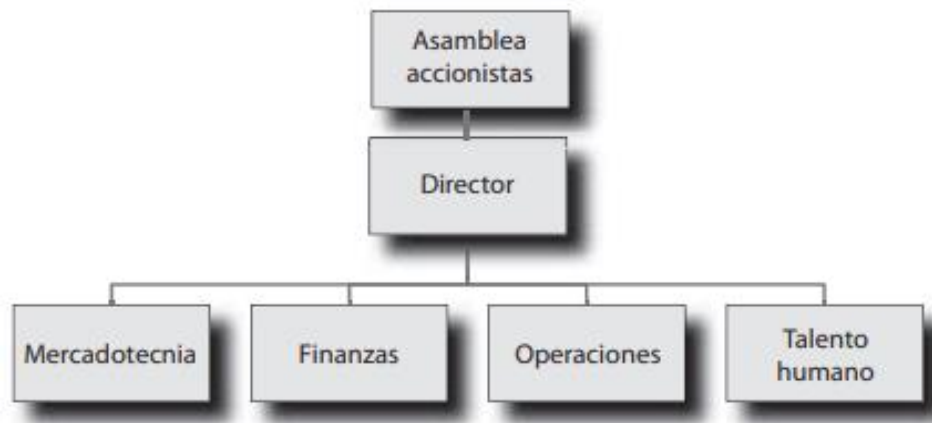 Asamblea
accionistas
Director
Mercadotecnia
Finanzas
Operaciones
Talento
humano